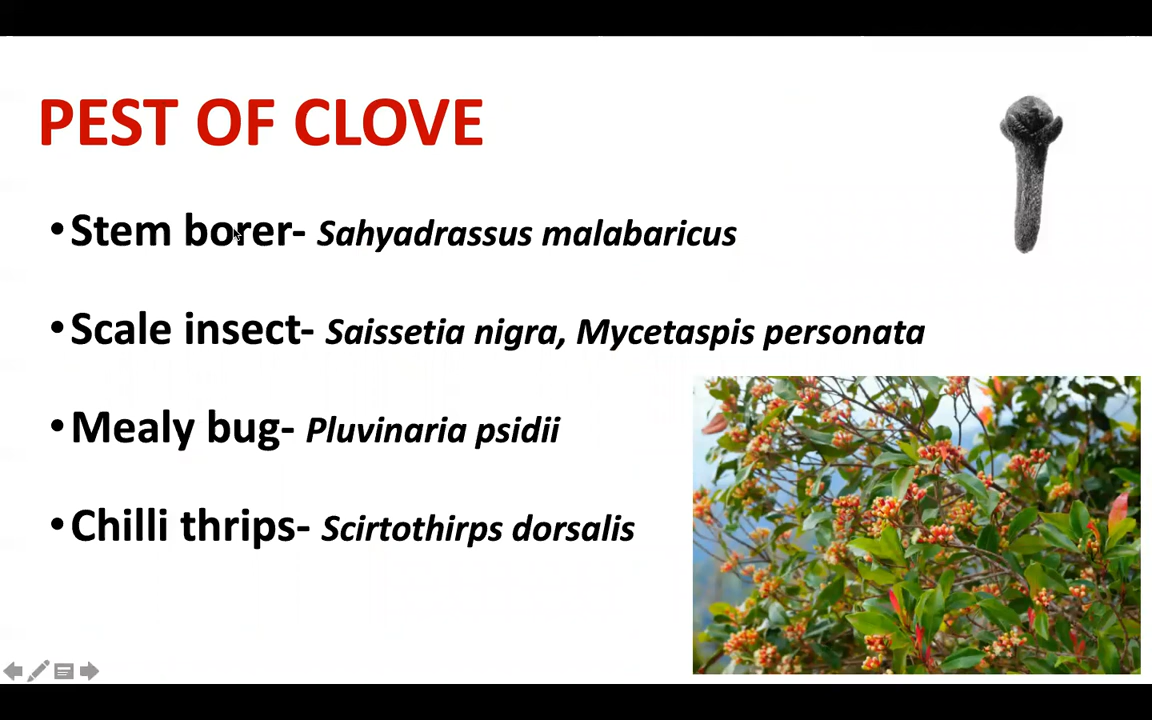 PEST OF CLOVE
•Stem borer- Sahyadrassus malabaricus
•Scale insect- Saissetia nigra, Mycetaspis personata
•Mealy bug- Pluvinaria psidii
•Chilli thrips- Scirtothirps dorsalis